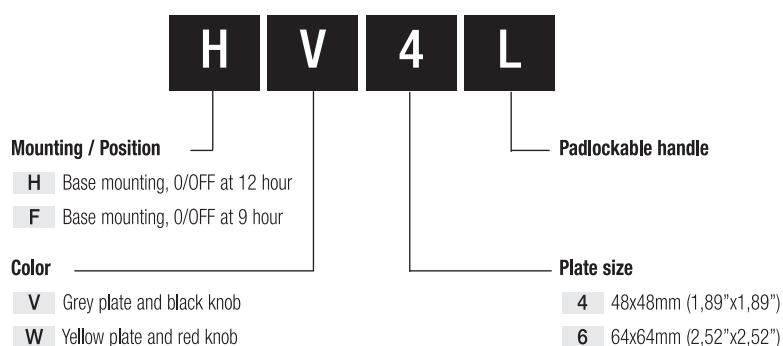 H V 4 L
Mounting / Position
H Base mounting, 0/OFF at 12 hour
F Base mounting, 0/OFF at 9 hour
Color
V Grey plate and black knob
W Yellow plate and red knob
Padlockable handle
Plate size
4 48x48mm (1,89”x1,89”)
6 64x64mm (2,52”x2,52”)